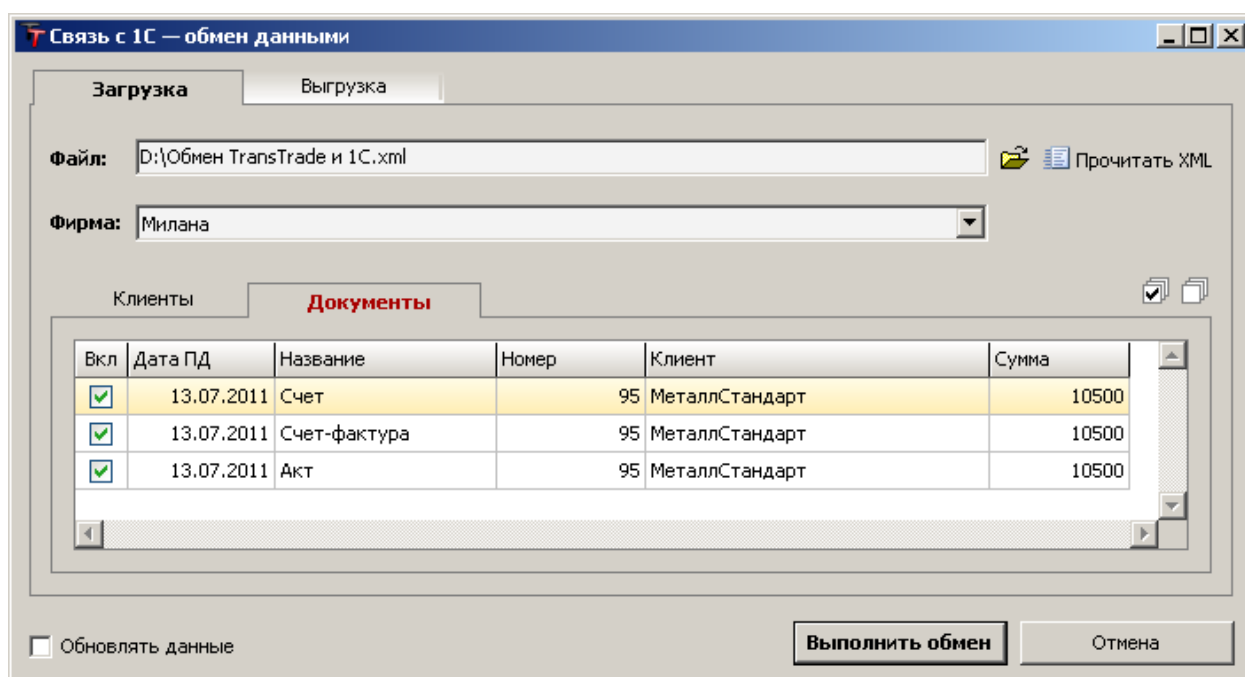 Связь с 1С — обмен данными
Загрузка Выгрузка
Файл: D:\Обмен TransTrade и 1С.xml Прочитать XML
Фирма: Милана
Клиенты Документы
Вкл Дата ПД Название Номер Клиент Сумма
13.07.2011 Счет 95 МеталлСтандарт 10500
13.07.2011 Счет-фактура 95 МеталлСтандарт 10500
13.07.2011 Акт 95 МеталлСтандарт 10500
Обновлять данные Выполнить обмен Отмена